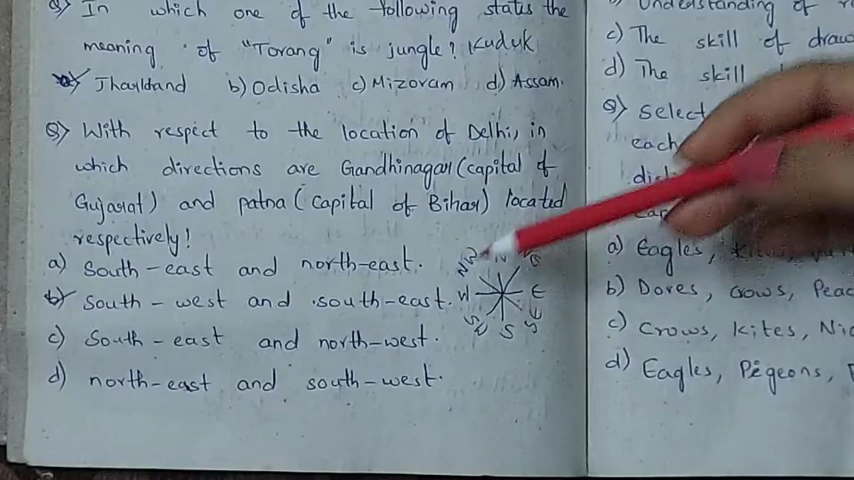 Q) In which one of the following states the
meaning of "Torang" is jungle? Kuduk
a) Jharkhand b) Odisha c) Mizoram d) Assam.
Q) With respect to the location of Delhi, in
which directions are Gandhinagar (capital of
Gujarat) and patna (Capital of Bihar) located
respectively?
a) South-east and north-east.
b) South-west and south-east.
c) South-east and north-west.
d) north-east and south-west.
NW N
W E
SW S SE
Understanding of
c) The skill of draw
d) The skill
Q) Select
each
a) Eagles,
b) Doves, Crows, Peac
c) Crows, Kites, Nig
d) Eagles, Pigeons,